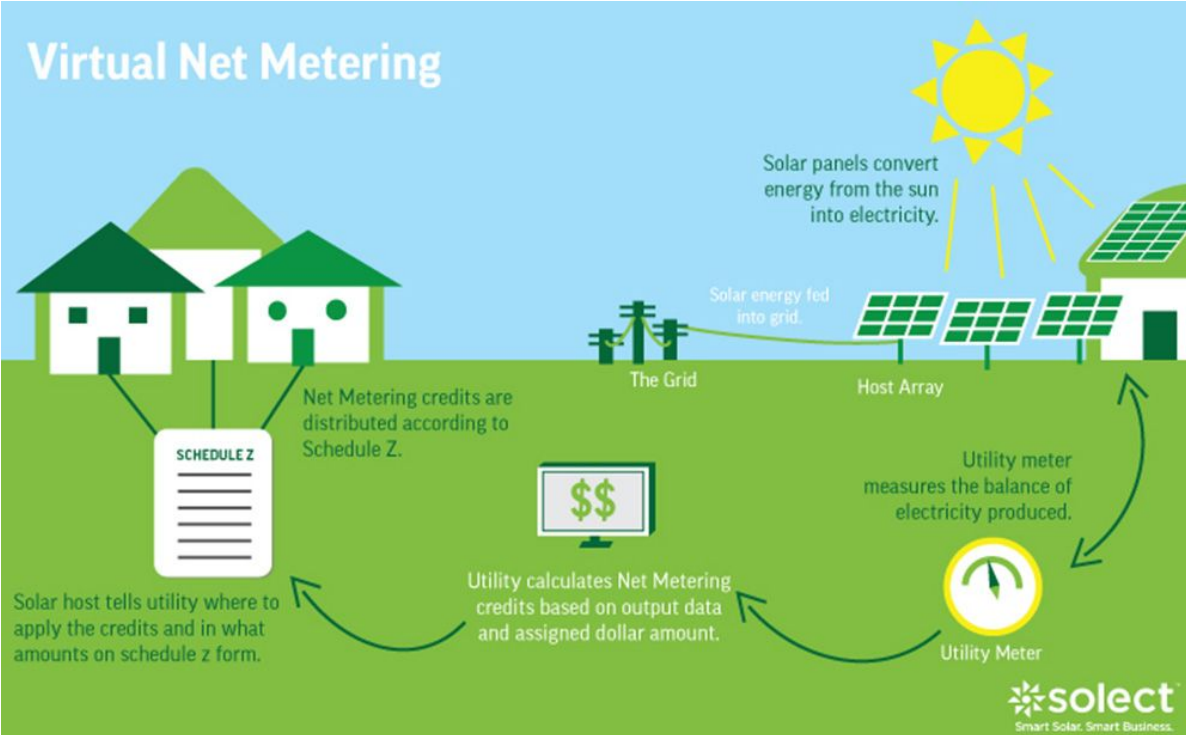 Virtual Net Metering
Solar panels convert
energy from the sun
into electricity.
Solar energy fed
into grid.
The Grid
Host Array
Net Metering credits are
distributed according to
Schedule Z.
SCHEDULE Z
Utility meter
measures the balance of
electricity produced.
$$
Utility calculates Net Metering
credits based on output data
and assigned dollar amount.
Solar host tells utility where to
apply the credits and in what
amounts on schedule z form.
Utility Meter
solect™
Smart Solar. Smart Business.